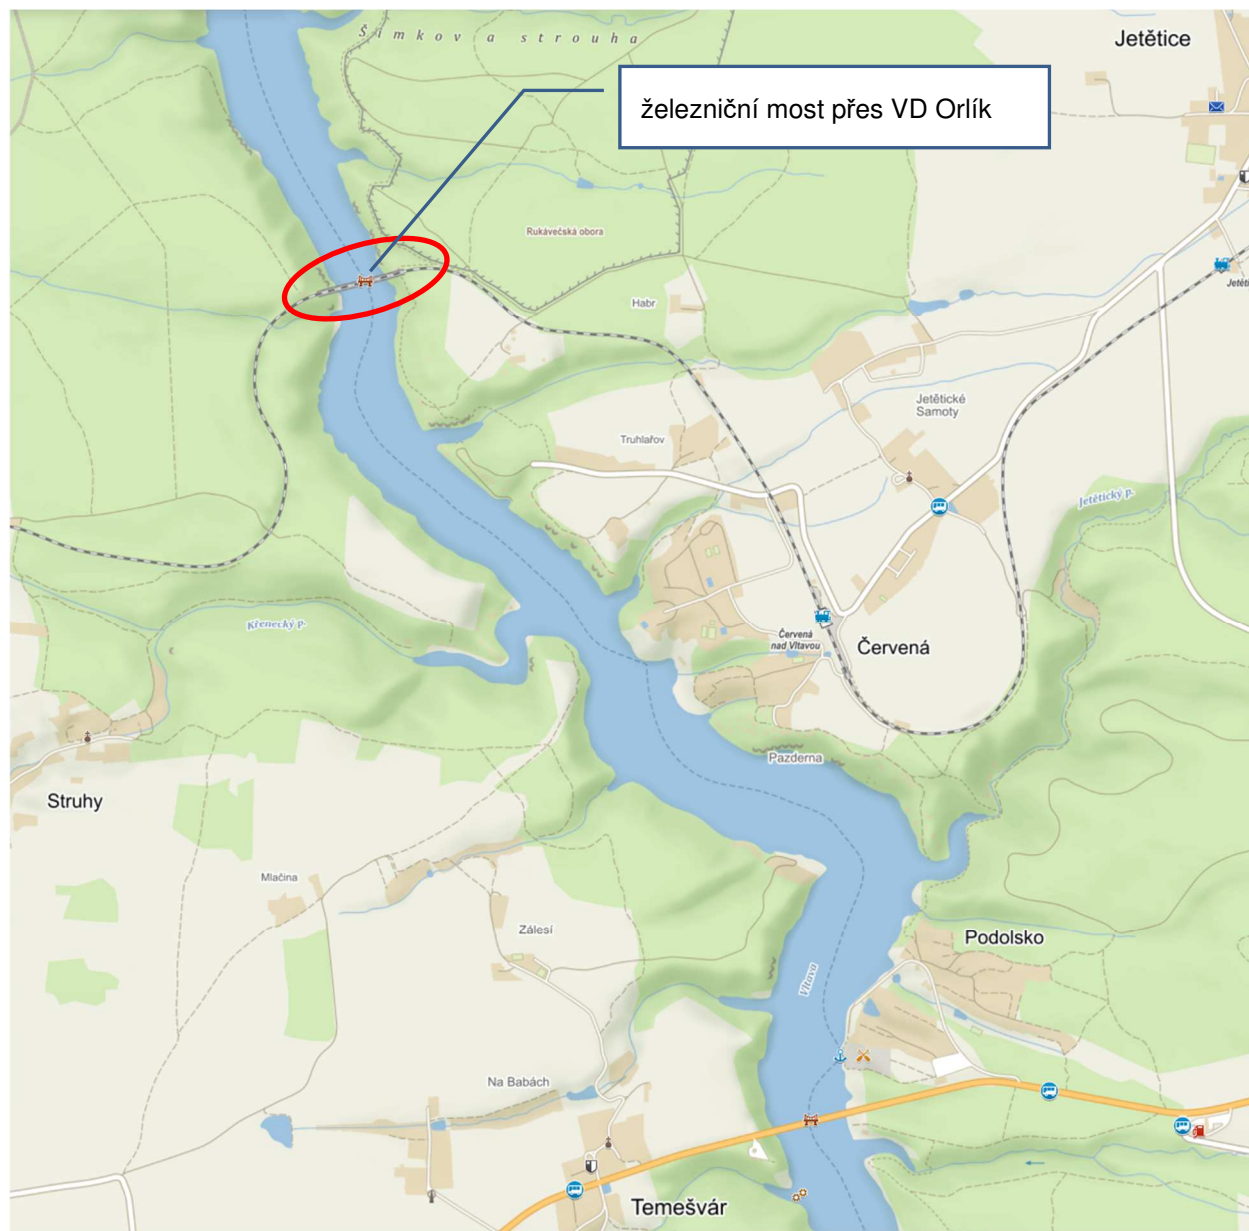 Šimkova strouha
Jetětice
železniční most přes VD Orlík
Rukávečská obora
Jetěti
Habr
Jetětické
Samoty
Truhlařov
Jetětický p.
Křenecký p.
Červená
nad Vltavou
Červená
Pazderna
Struhy
Mlačina
Zálesí
Podolsko
Vltava
Na Babách
Temešvár